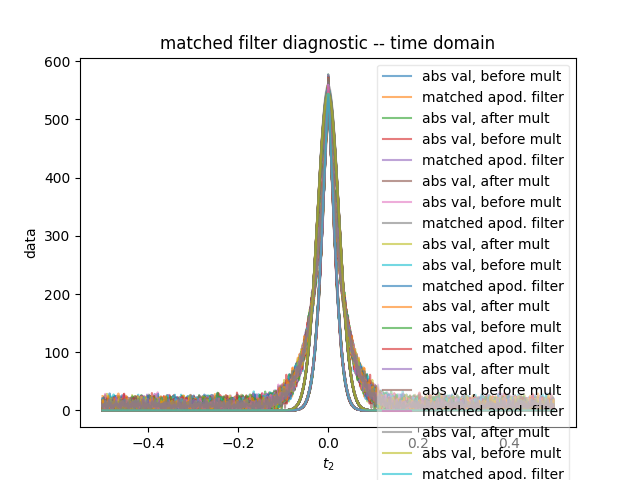 matched filter diagnostic -- time domain
600
500
400
300
200
100
0
data
−0.4
−0.2
0.0
0.2
0.4
t2
abs val, before mult
matched apod. filter
abs val, after mult
abs val, before mult
matched apod. filter
abs val, after mult
abs val, before mult
matched apod. filter
abs val, after mult
abs val, before mult
matched apod. filter
abs val, after mult
abs val, before mult
matched apod. filter
abs val, after mult
abs val, before mult
matched apod. filter
abs val, after mult
abs val, before mult
matched apod. filter